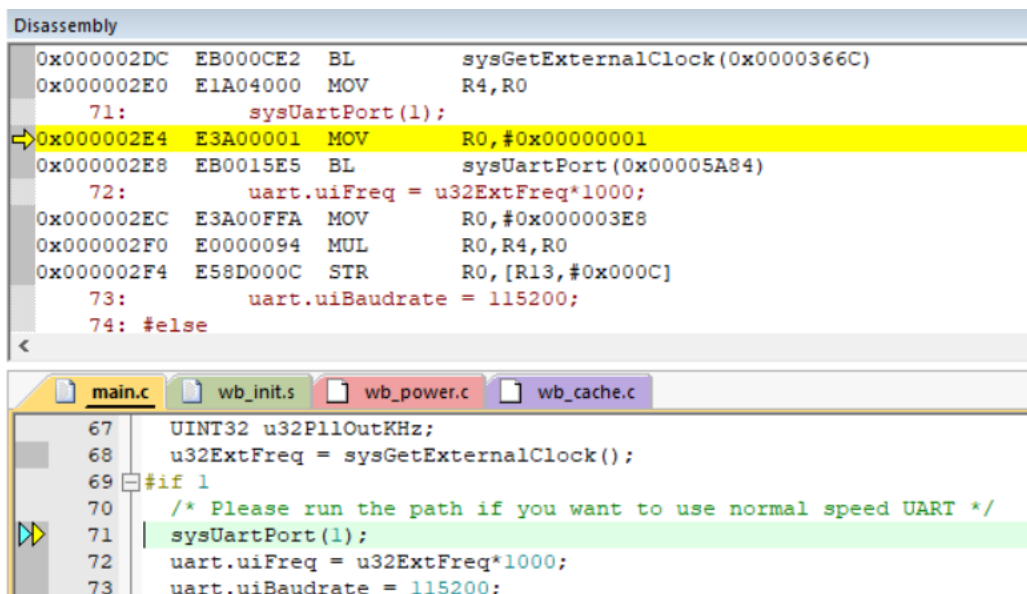 Disassembly
0x000002DC EB000CE2 BL sysGetExternalClock(0x0000366C)
0x000002E0 E1A04000 MOV R4,R0
71: sysUartPort(1);
0x000002E4 E3A00001 MOV R0,#0x00000001
0x000002E8 EB0015E5 BL sysUartPort(0x00005A84)
72: uart.uiFreq = u32ExtFreq*1000;
0x000002EC E3A00FFA MOV R0,#0x000003E8
0x000002F0 E0000094 MUL R0,R4,R0
0x000002F4 E58D000C STR R0,[R13,#0x000C]
73: uart.uiBaudrate = 115200;
74: #else
main.c wb_init.s wb_power.c wb_cache.c
67 UINT32 u32PllOutKHz;
68 u32ExtFreq = sysGetExternalClock();
69 #if 1
70 /* Please run the path if you want to use normal speed UART */
71 sysUartPort(1);
72 uart.uiFreq = u32ExtFreq*1000;
73 uart.uiBaudrate = 115200;